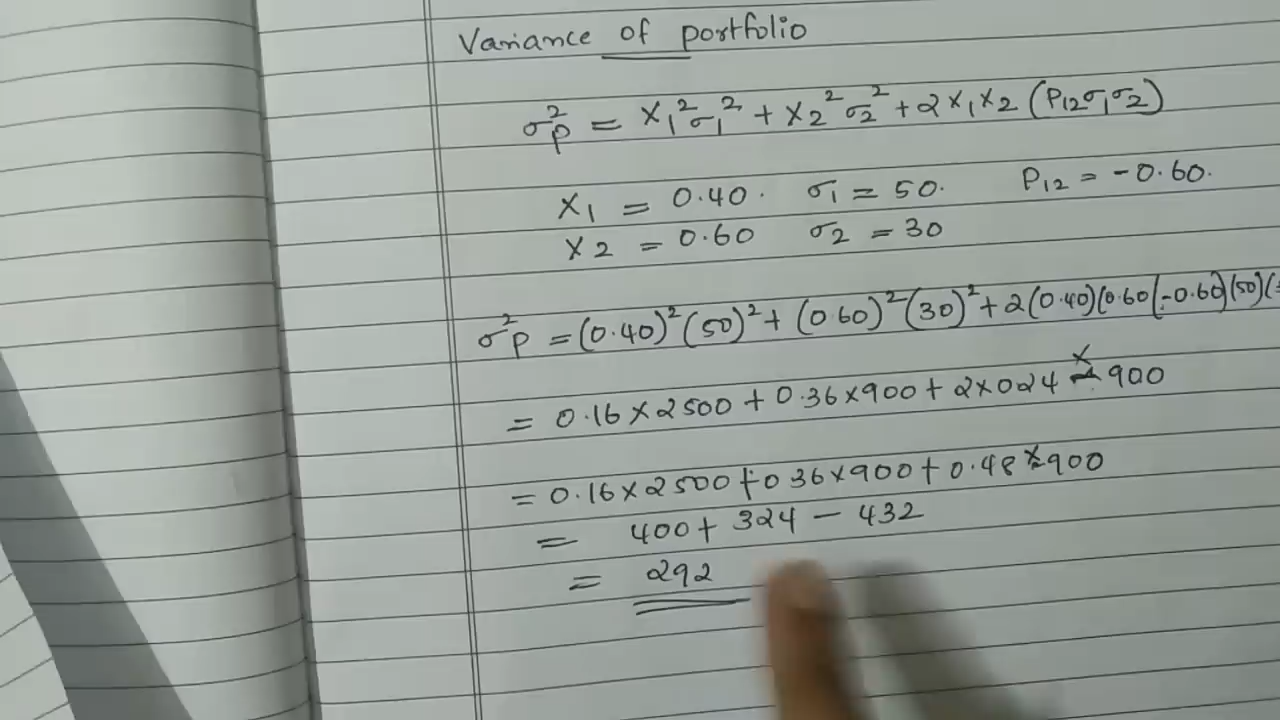 Variance of portfolio
σ²p = X₁²σ₁² + X₂²σ₂² + 2X₁X₂ (P₁₂σ₁σ₂)
X₁ = 0.40. σ₁ = 50. P₁₂ = -0.60.
X₂ = 0.60 σ₂ = 30
σ²p = (0.40)²(50)² + (0.60)²(30)² + 2(0.40)(0.60(-0.60)(50)(
= 0.16×2500 + 0.36×900 + 2×024 × 900
= 0.16×2500 + 0 36×900 + 0.48 × 900
= 400 + 324 - 432
= 292